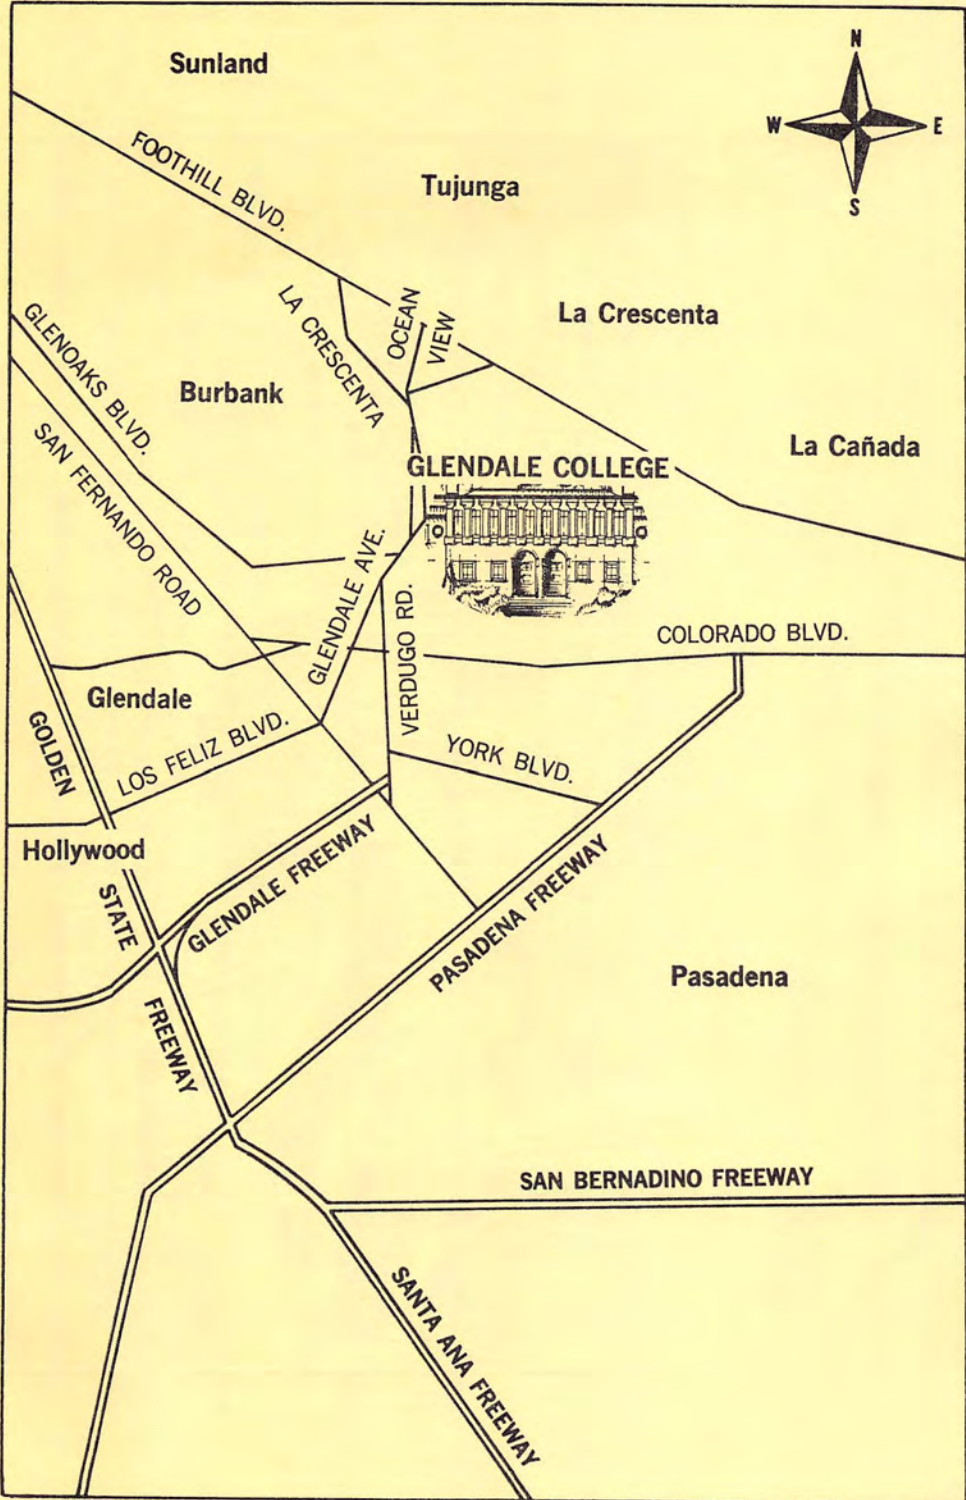 Sunland
N
W
E
S
FOOTHILL BLVD.
Tujunga
LA CRESCENTA
OCEAN
VIEW
La Crescenta
GLENOAKS BLVD.
Burbank
SAN FERNANDO ROAD
La Cañada
GLENDALE COLLEGE
GLENDALE AVE.
VERDUGO RD.
COLORADO BLVD.
Glendale
GOLDEN
LOS FELIZ BLVD.
YORK BLVD.
Hollywood
STATE
GLENDALE FREEWAY
PASADENA FREEWAY
Pasadena
FREEWAY
SAN BERNADINO FREEWAY
SANTA ANA FREEWAY